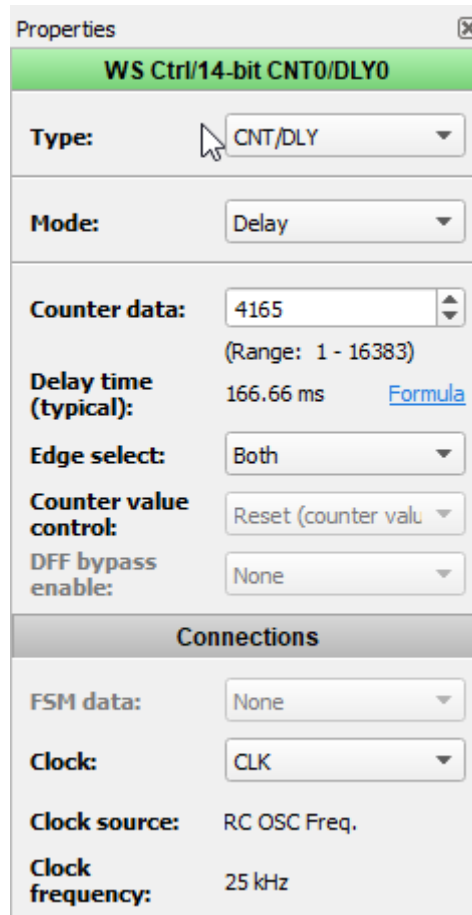 Properties
WS Ctrl/14-bit CNT0/DLY0
Type: CNT/DLY
Mode: Delay
Counter data: 4165
(Range: 1 - 16383)
Delay time (typical): 166.66 ms Formula
Edge select: Both
Counter value control: Reset (counter valu
DFF bypass enable: None
Connections
FSM data: None
Clock: CLK
Clock source: RC OSC Freq.
Clock frequency: 25 kHz